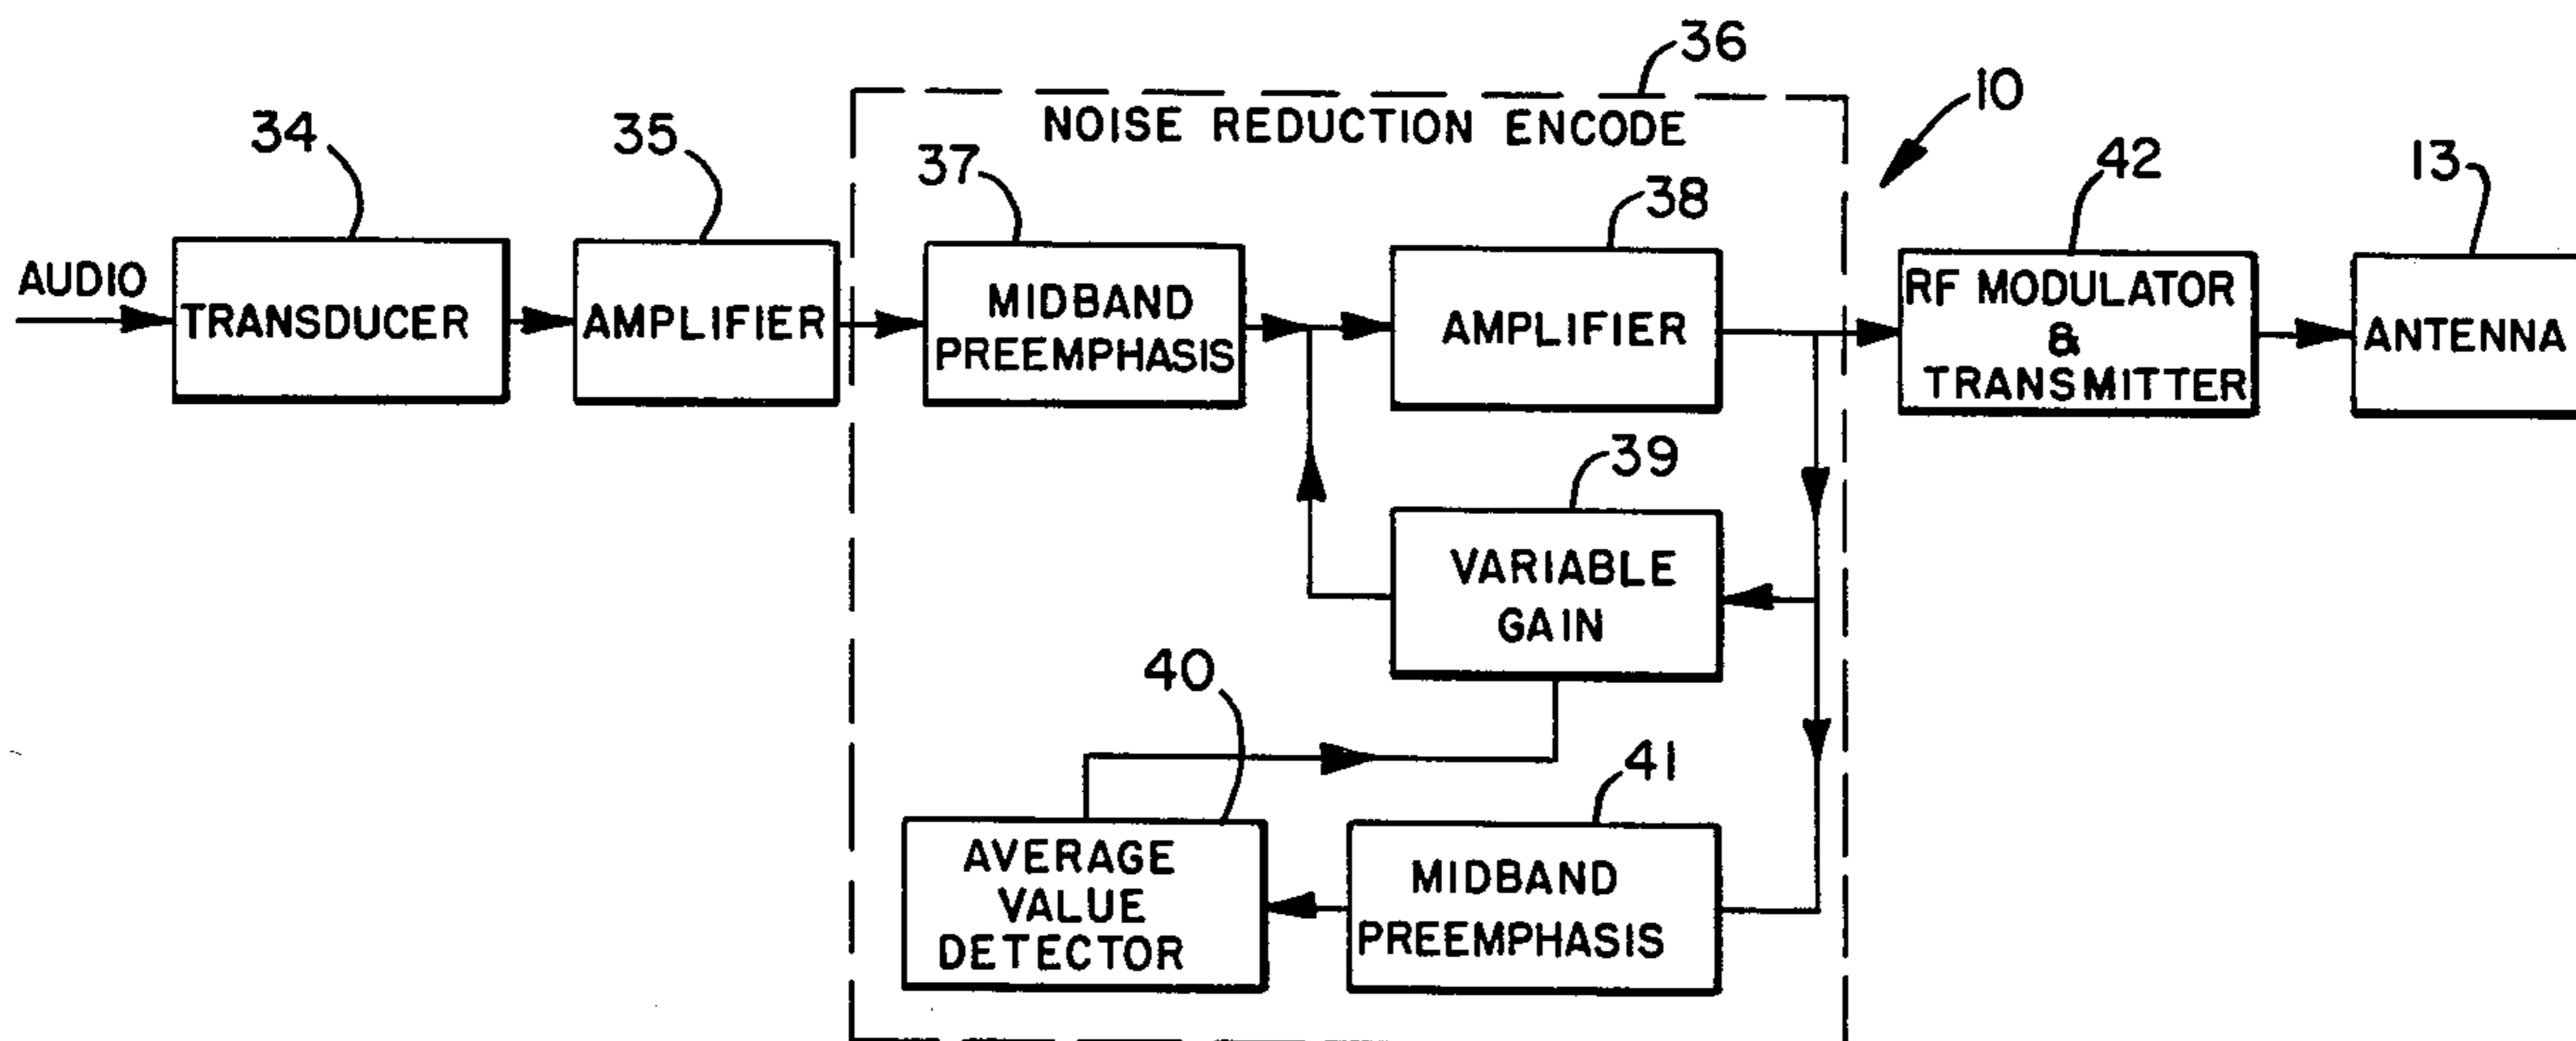 36
10
NOISE REDUCTION ENCODE
34
35
37
38
42
13
AUDIO
TRANSDUCER
AMPLIFIER
MIDBAND
PREEMPHASIS
AMPLIFIER
RF MODULATOR
&
TRANSMITTER
ANTENNA
39
VARIABLE
GAIN
40
41
AVERAGE
VALUE
DETECTOR
MIDBAND
PREEMPHASIS